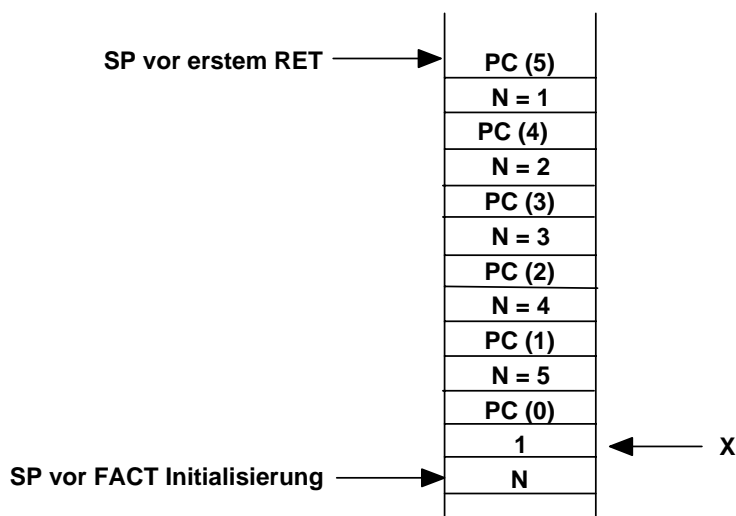 SP vor erstem RET
PC (5)
N = 1
PC (4)
N = 2
PC (3)
N = 3
PC (2)
N = 4
PC (1)
N = 5
PC (0)
1
X
SP vor FACT Initialisierung
N